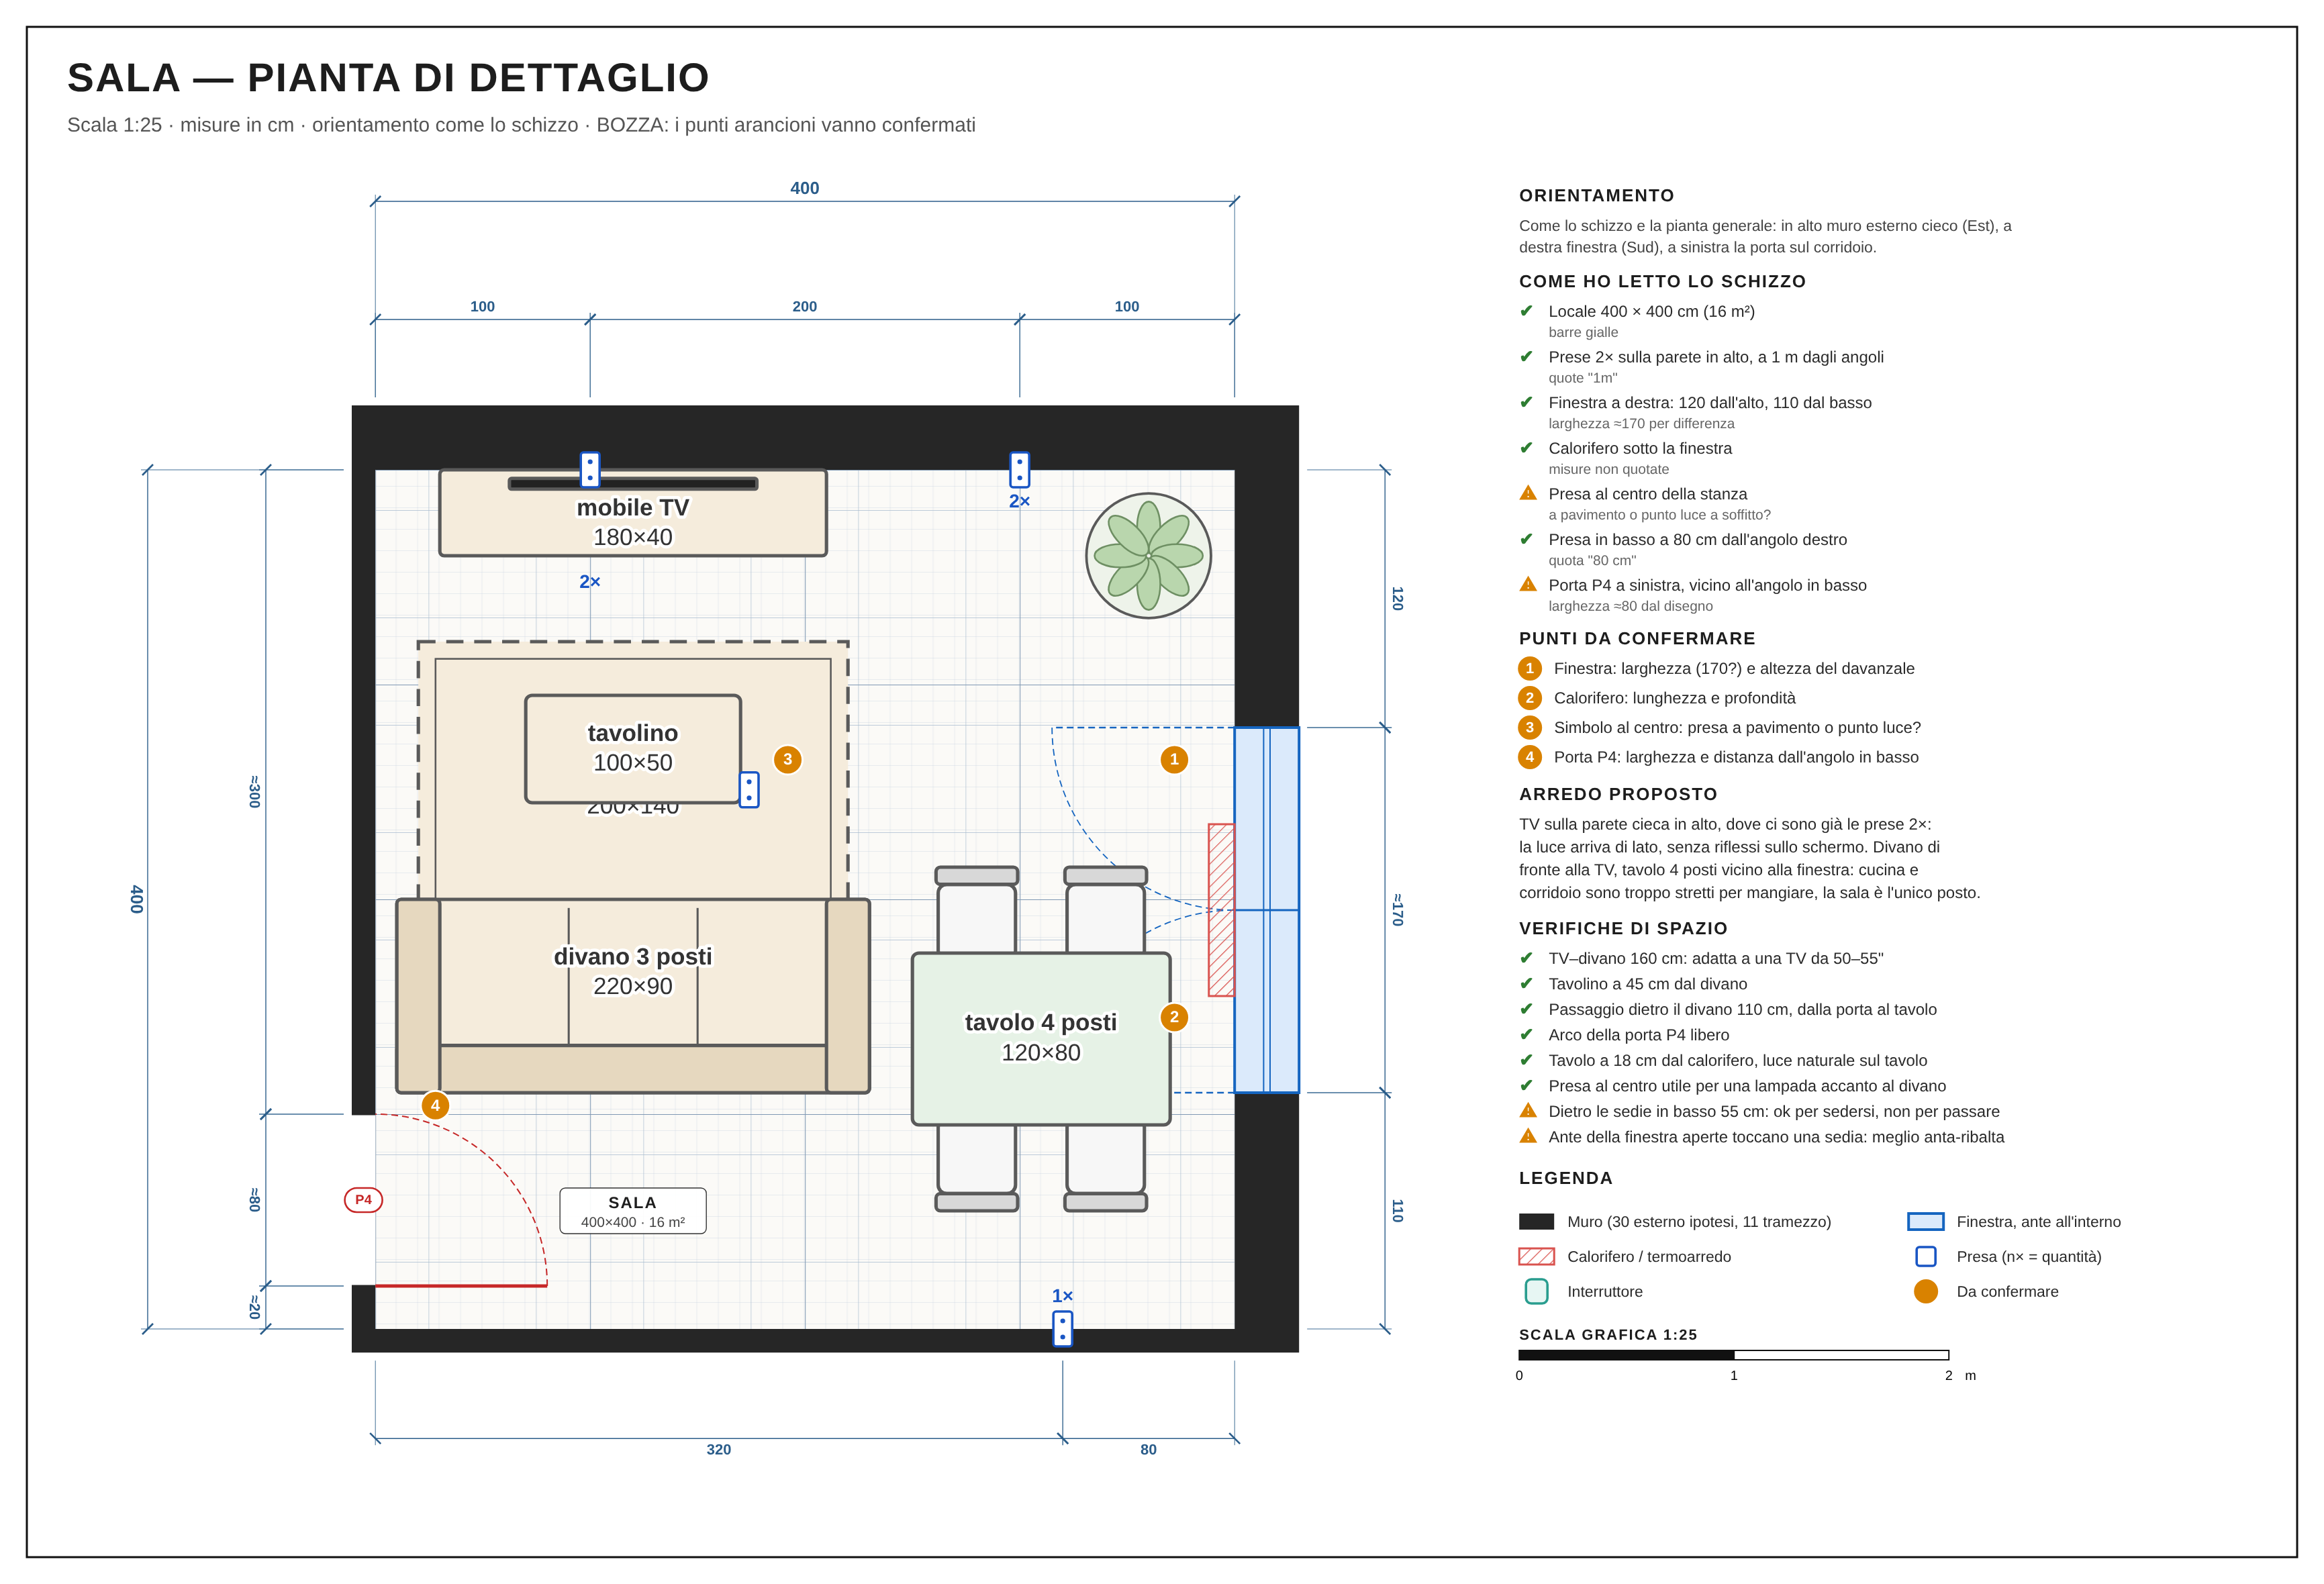 SALA — PIANTA DI DETTAGLIO
Scala 1:25 · misure in cm · orientamento come lo schizzo · BOZZA: i punti arancioni vanno confermati
400
100
200
100
mobile TV
180×40
2×
2×
120
≈300
tavolino
100×50
200×140
3
1
400
≈170
divano 3 posti
220×90
tavolo 4 posti
120×80
2
4
P4
≈80
SALA
400×400 · 16 m²
110
≈20
1×
320
80
ORIENTAMENTO
Come lo schizzo e la pianta generale: in alto muro esterno cieco (Est), a
destra finestra (Sud), a sinistra la porta sul corridoio.
COME HO LETTO LO SCHIZZO
✔ Locale 400 × 400 cm (16 m²)
barre gialle
✔ Prese 2× sulla parete in alto, a 1 m dagli angoli
quote "1m"
✔ Finestra a destra: 120 dall'alto, 110 dal basso
larghezza ≈170 per differenza
✔ Calorifero sotto la finestra
misure non quotate
⚠ Presa al centro della stanza
a pavimento o punto luce a soffitto?
✔ Presa in basso a 80 cm dall'angolo destro
quota "80 cm"
⚠ Porta P4 a sinistra, vicino all'angolo in basso
larghezza ≈80 dal disegno
PUNTI DA CONFERMARE
1 Finestra: larghezza (170?) e altezza del davanzale
2 Calorifero: lunghezza e profondità
3 Simbolo al centro: presa a pavimento o punto luce?
4 Porta P4: larghezza e distanza dall'angolo in basso
ARREDO PROPOSTO
TV sulla parete cieca in alto, dove ci sono già le prese 2×:
la luce arriva di lato, senza riflessi sullo schermo. Divano di
fronte alla TV, tavolo 4 posti vicino alla finestra: cucina e
corridoio sono troppo stretti per mangiare, la sala è l'unico posto.
VERIFICHE DI SPAZIO
✔ TV–divano 160 cm: adatta a una TV da 50–55"
✔ Tavolino a 45 cm dal divano
✔ Passaggio dietro il divano 110 cm, dalla porta al tavolo
✔ Arco della porta P4 libero
✔ Tavolo a 18 cm dal calorifero, luce naturale sul tavolo
✔ Presa al centro utile per una lampada accanto al divano
⚠ Dietro le sedie in basso 55 cm: ok per sedersi, non per passare
⚠ Ante della finestra aperte toccano una sedia: meglio anta-ribalta
LEGENDA
Muro (30 esterno ipotesi, 11 tramezzo)
Finestra, ante all'interno
Calorifero / termoarredo
Presa (n× = quantità)
Interruttore
Da confermare
SCALA GRAFICA 1:25
0 1 2 m